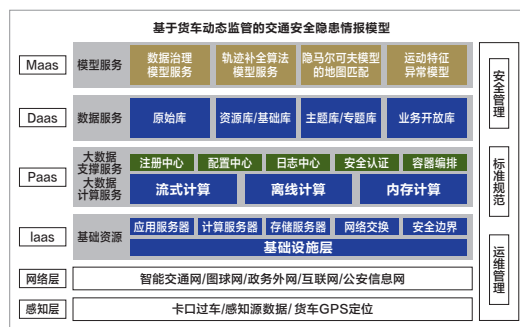 基于货车动态监管的交通安全隐患情报模型
Maas
模型服务
数据治理
模型服务
轨迹补全算法
模型服务
隐马尔可夫模型
的地图匹配
运动特征
异常模型
Daas
数据服务
原始库
资源库/基础库
主题库/专题库
业务开放库
Paas
大数据
支撑服务
注册中心
配置中心
日志中心
安全认证
容器编排
大数据
计算服务
流式计算
离线计算
内存计算
Iaas
基础资源
应用服务器
计算服务器
存储服务器
网络交换
安全边界
基础设施层
网络层
智能交通网/图球网/政务外网/互联网/公安信息网
感知层
卡口过车/感知源数据/货车GPS定位
安全管理
标准规范
运维管理